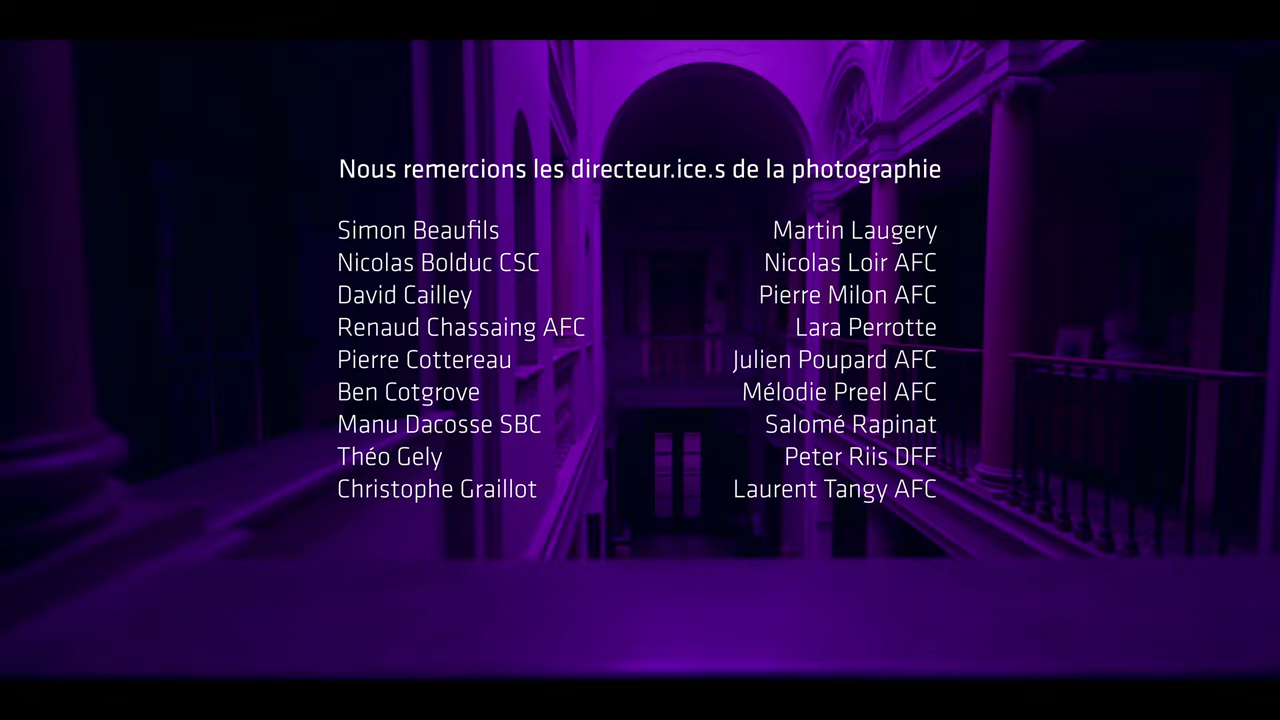 Nous remercions les directeur.ice.s de la photographie
Simon Beaufils
Nicolas Bolduc CSC
David Cailley
Renaud Chassaing AFC
Pierre Cottereau
Ben Cotgrove
Manu Dacosse SBC
Théo Gely
Christophe Graillot
Martin Laugery
Nicolas Loir AFC
Pierre Milon AFC
Lara Perrotte
Julien Poupard AFC
Mélodie Preel AFC
Salomé Rapinat
Peter Riis DFF
Laurent Tangy AFC